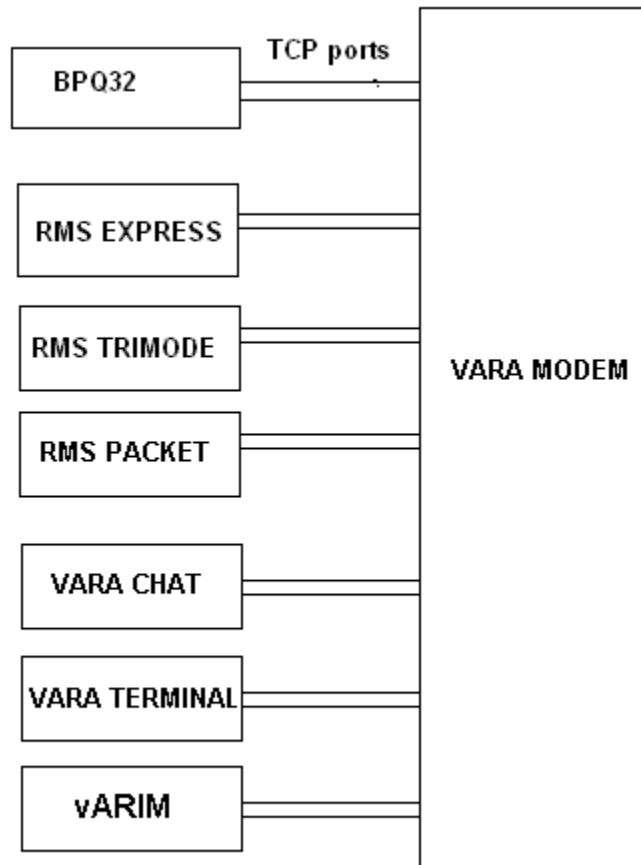 TCP ports
BPQ32
RMS EXPRESS
RMS TRIMODE
VARA MODEM
RMS PACKET
VARA CHAT
VARA TERMINAL
vARIM